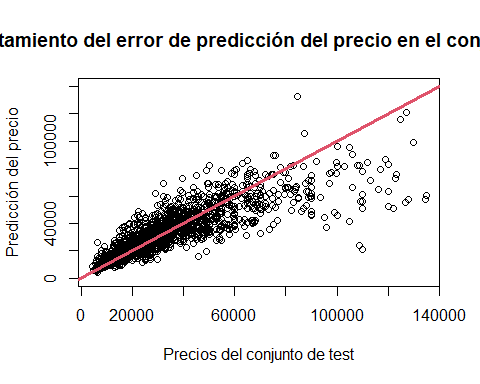 tamiento del error de predicción del precio en el con
Predicción del precio
100000
40000
0
0 20000 60000 100000 140000
Precios del conjunto de test